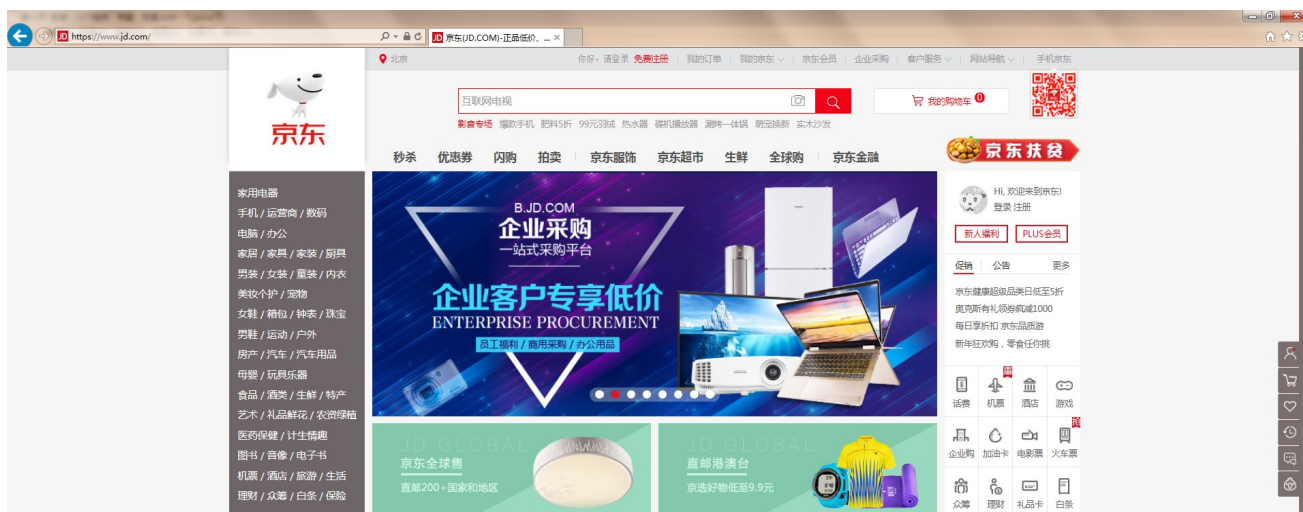 https://www.jd.com/
京东(JD.COM)-正品低价、...
北京
你好，请登录 免费注册
我的订单
我的京东
京东会员
企业采购
客户服务
网站导航
手机京东
京东
互联网电视
我的购物车 0
影音专场 爆款手机 肥料5折 99元羽绒 热水器 碟机播放器 涮烤一体锅 萌宠换新 实木沙发
秒杀 优惠券 闪购 拍卖 京东服饰 京东超市 生鲜 全球购 京东金融
京东扶贫
家用电器
手机 / 运营商 / 数码
电脑 / 办公
家居 / 家具 / 家装 / 厨具
男装 / 女装 / 童装 / 内衣
美妆个护 / 宠物
女鞋 / 箱包 / 钟表 / 珠宝
男鞋 / 运动 / 户外
房产 / 汽车 / 汽车用品
母婴 / 玩具乐器
食品 / 酒类 / 生鲜 / 特产
艺术 / 礼品鲜花 / 农资绿植
医药保健 / 计生情趣
图书 / 音像 / 电子书
机票 / 酒店 / 旅游 / 生活
理财 / 众筹 / 白条 / 保险
B.JD.COM
企业采购
一站式采购平台
企业客户专享低价
ENTERPRISE PROCUREMENT
员工福利 / 商用采购 / 办公用品
JD.GLOBAL
京东全球售
直邮200+国家和地区
JD.GLOBAL
直邮港澳台
京选好物低至9.9元
Hi, 欢迎来到京东!
登录 注册
新人福利 PLUS会员
促销 公告 更多
京东健康超级品类日低至5折
奥克斯有礼领券疯减1000
每日享折扣 京东品质游
新年狂欢购，零食任你挑
话费 机票 酒店 游戏
企业购 加油卡 电影票 火车票
众筹 理财 礼品卡 白条